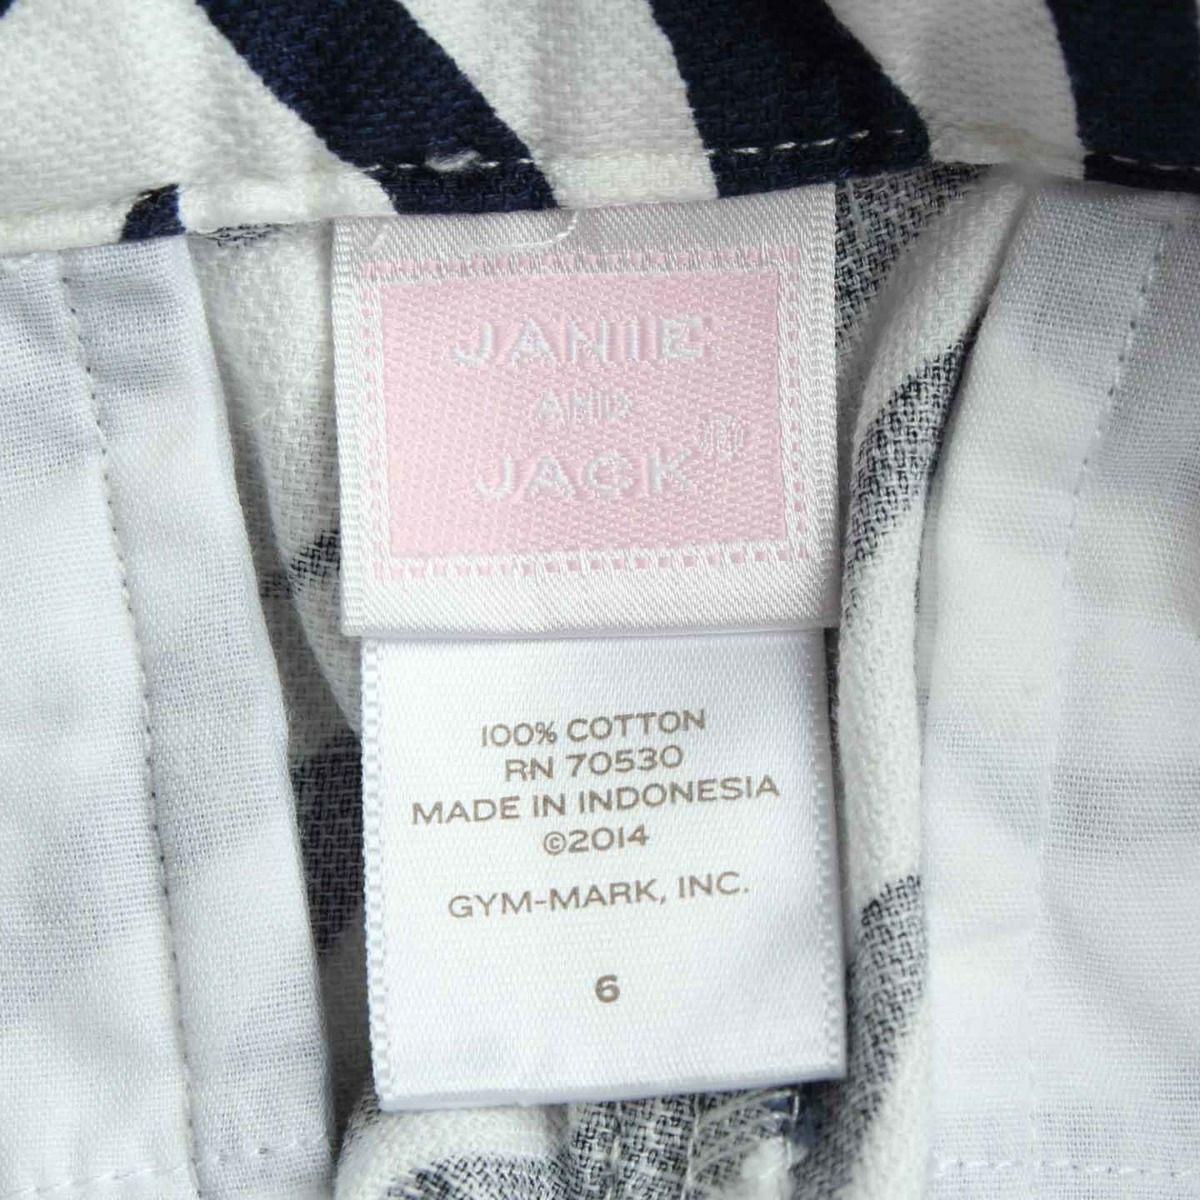 JANIE
AND
JACK®
100% COTTON
RN 70530
MADE IN INDONESIA
©2014
GYM-MARK, INC.
6